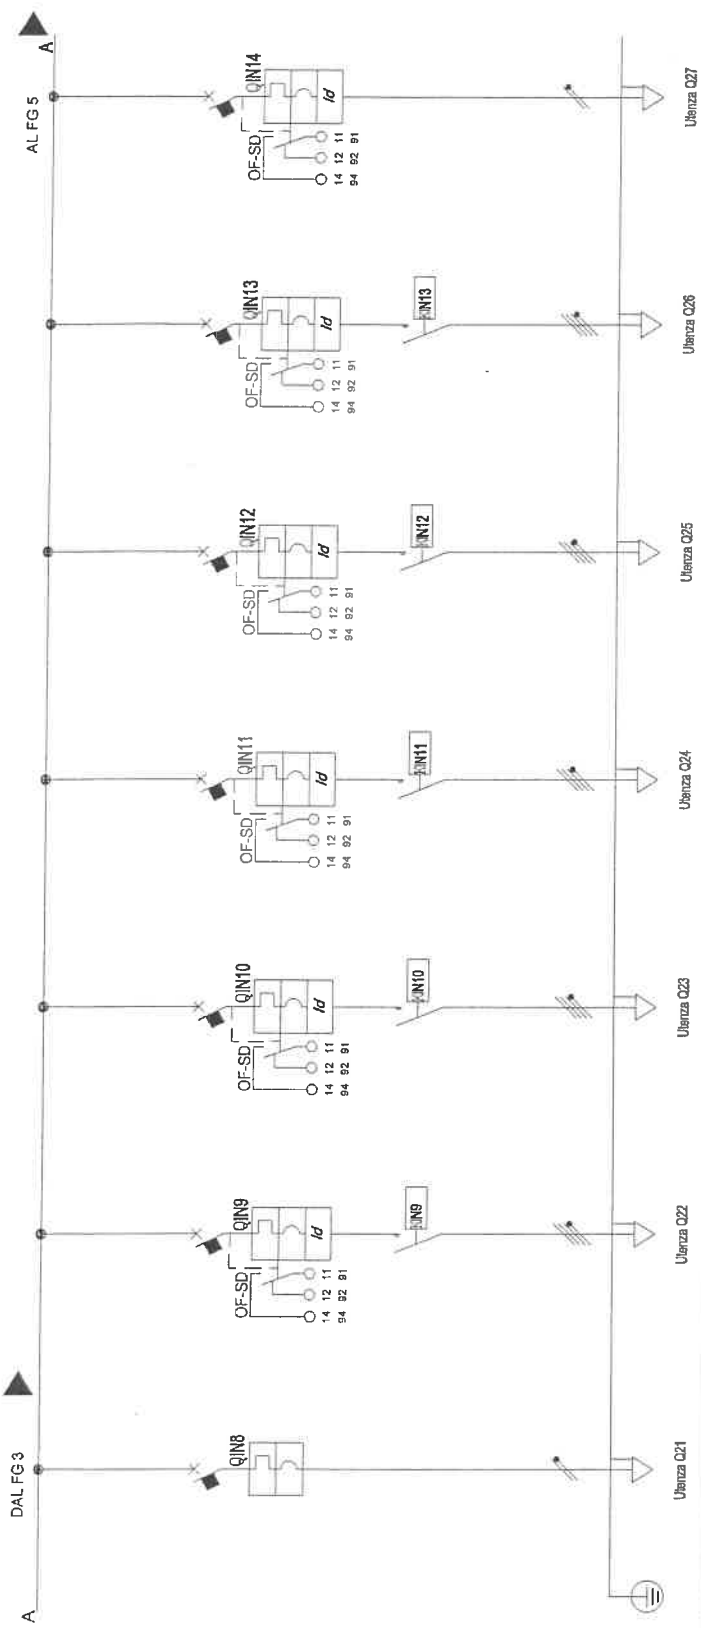 DAL FG 3
AL FG 5
A
A
QIN8
QIN9
QIN10
QIN11
QIN12
QIN13
QIN14
Id
Id
Id
Id
Id
Id
OF-SD
OF-SD
OF-SD
OF-SD
OF-SD
OF-SD
14 12 11
94 92 91
14 12 11
94 92 91
14 12 11
94 92 91
14 12 11
94 92 91
14 12 11
94 92 91
14 12 11
94 92 91
KIN9
KIN10
KIN11
KIN12
KIN13
Utenza Q21
Utenza Q22
Utenza Q23
Utenza Q24
Utenza Q25
Utenza Q26
Utenza Q27